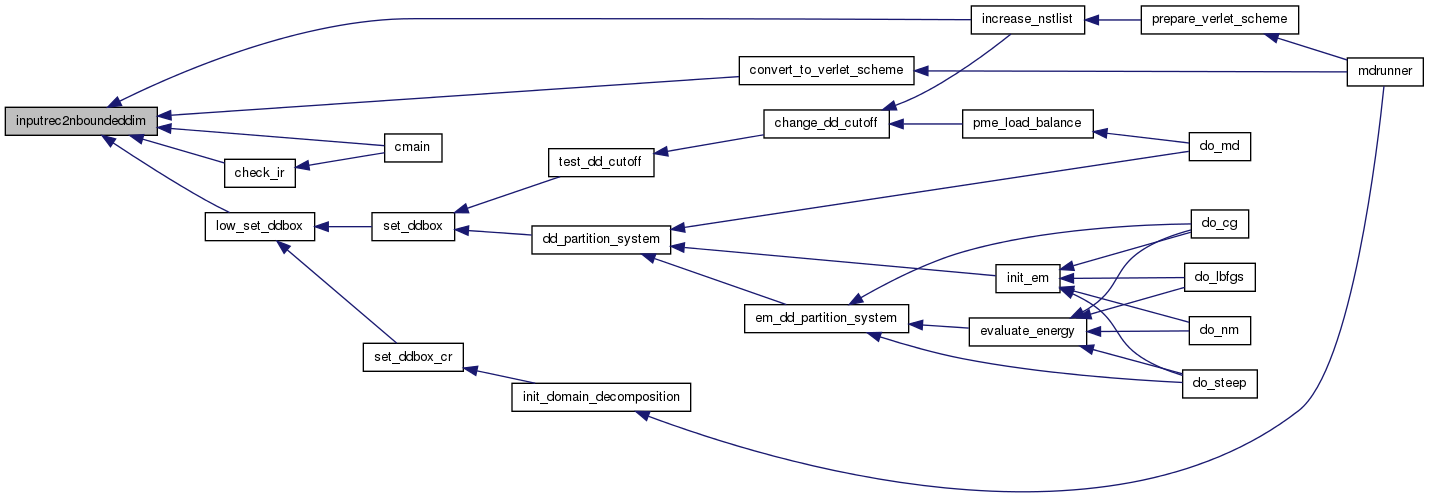 increase_nstlist
prepare_verlet_scheme
convert_to_verlet_scheme
mdrunner
inputrec2nboundeddim
change_dd_cutoff
pme_load_balance
cmain
do_md
test_dd_cutoff
check_ir
low_set_ddbox
set_ddbox
dd_partition_system
do_cg
init_em
do_lbfgs
em_dd_partition_system
evaluate_energy
do_nm
set_ddbox_cr
do_steep
init_domain_decomposition